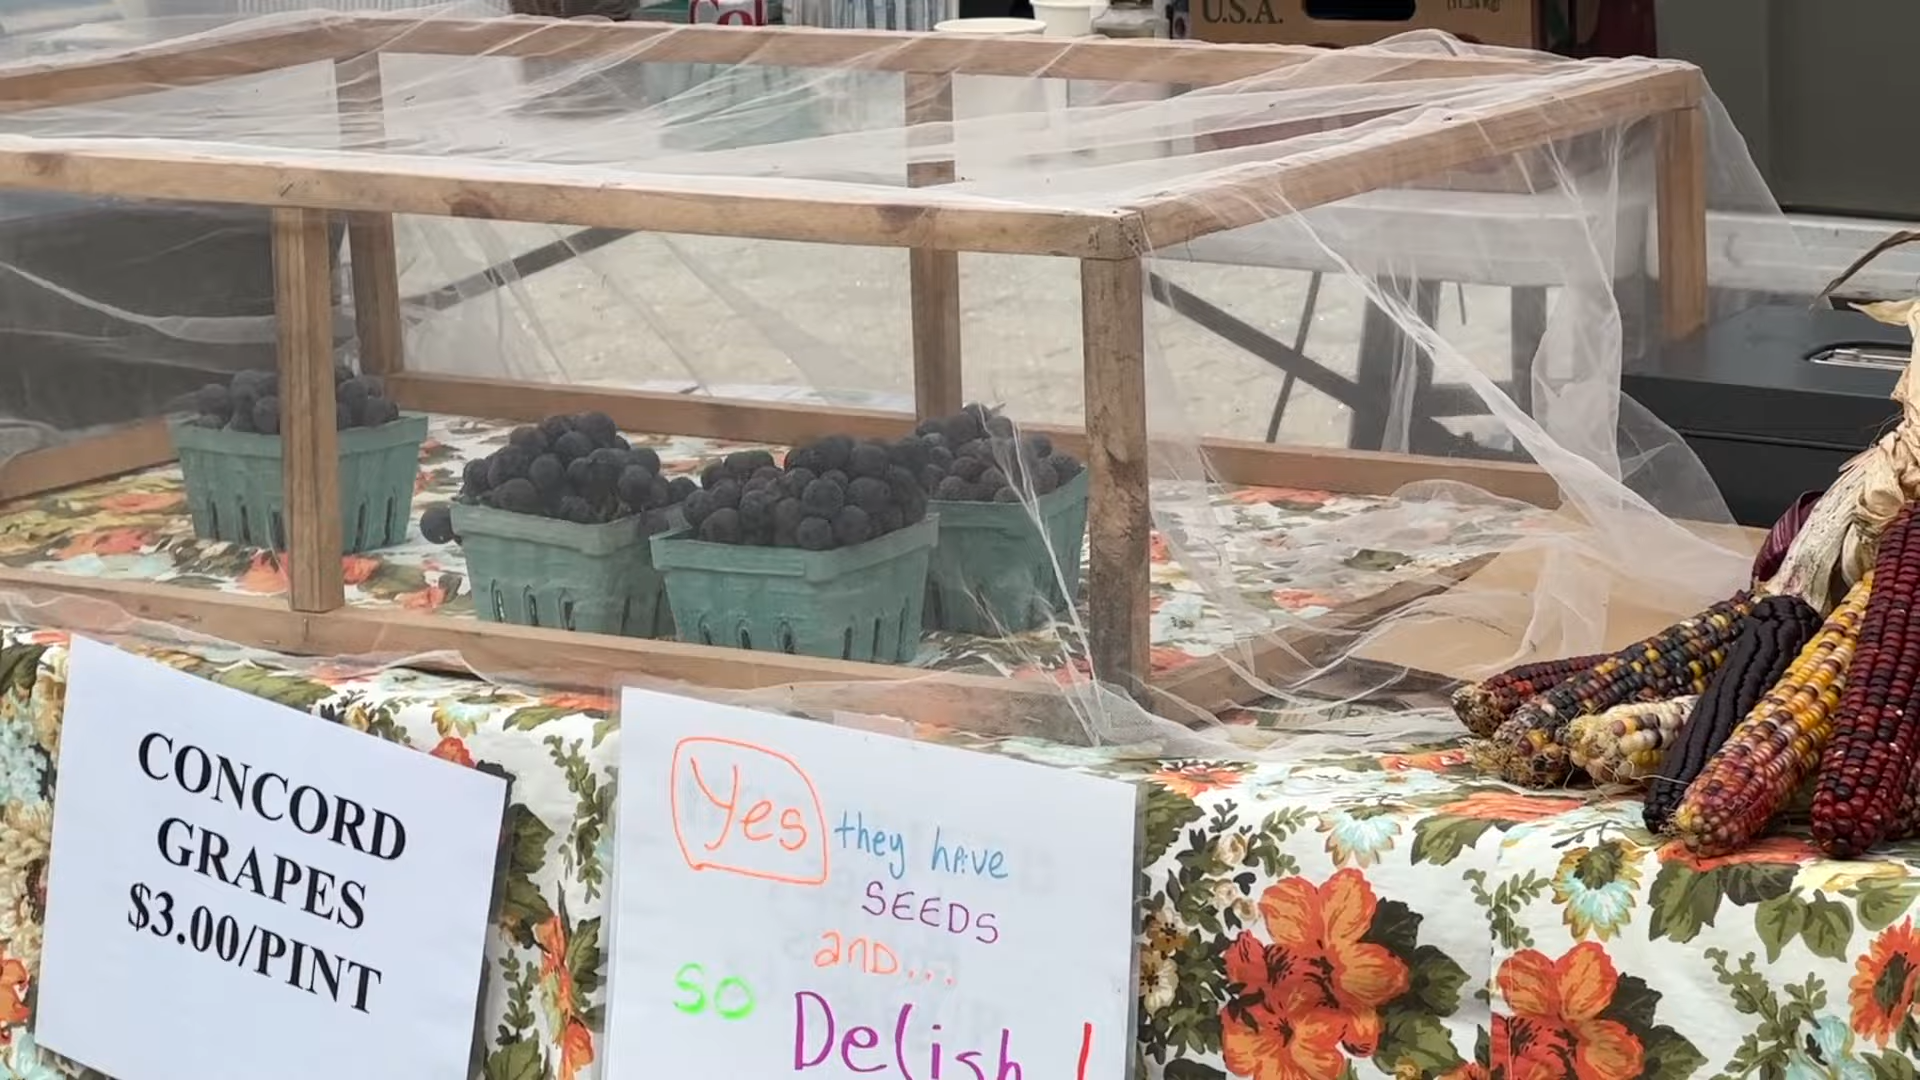 U.S.A.
CONCORD
GRAPES
$3.00/PINT
Yes they have
SEEDS
and...
so Delish!